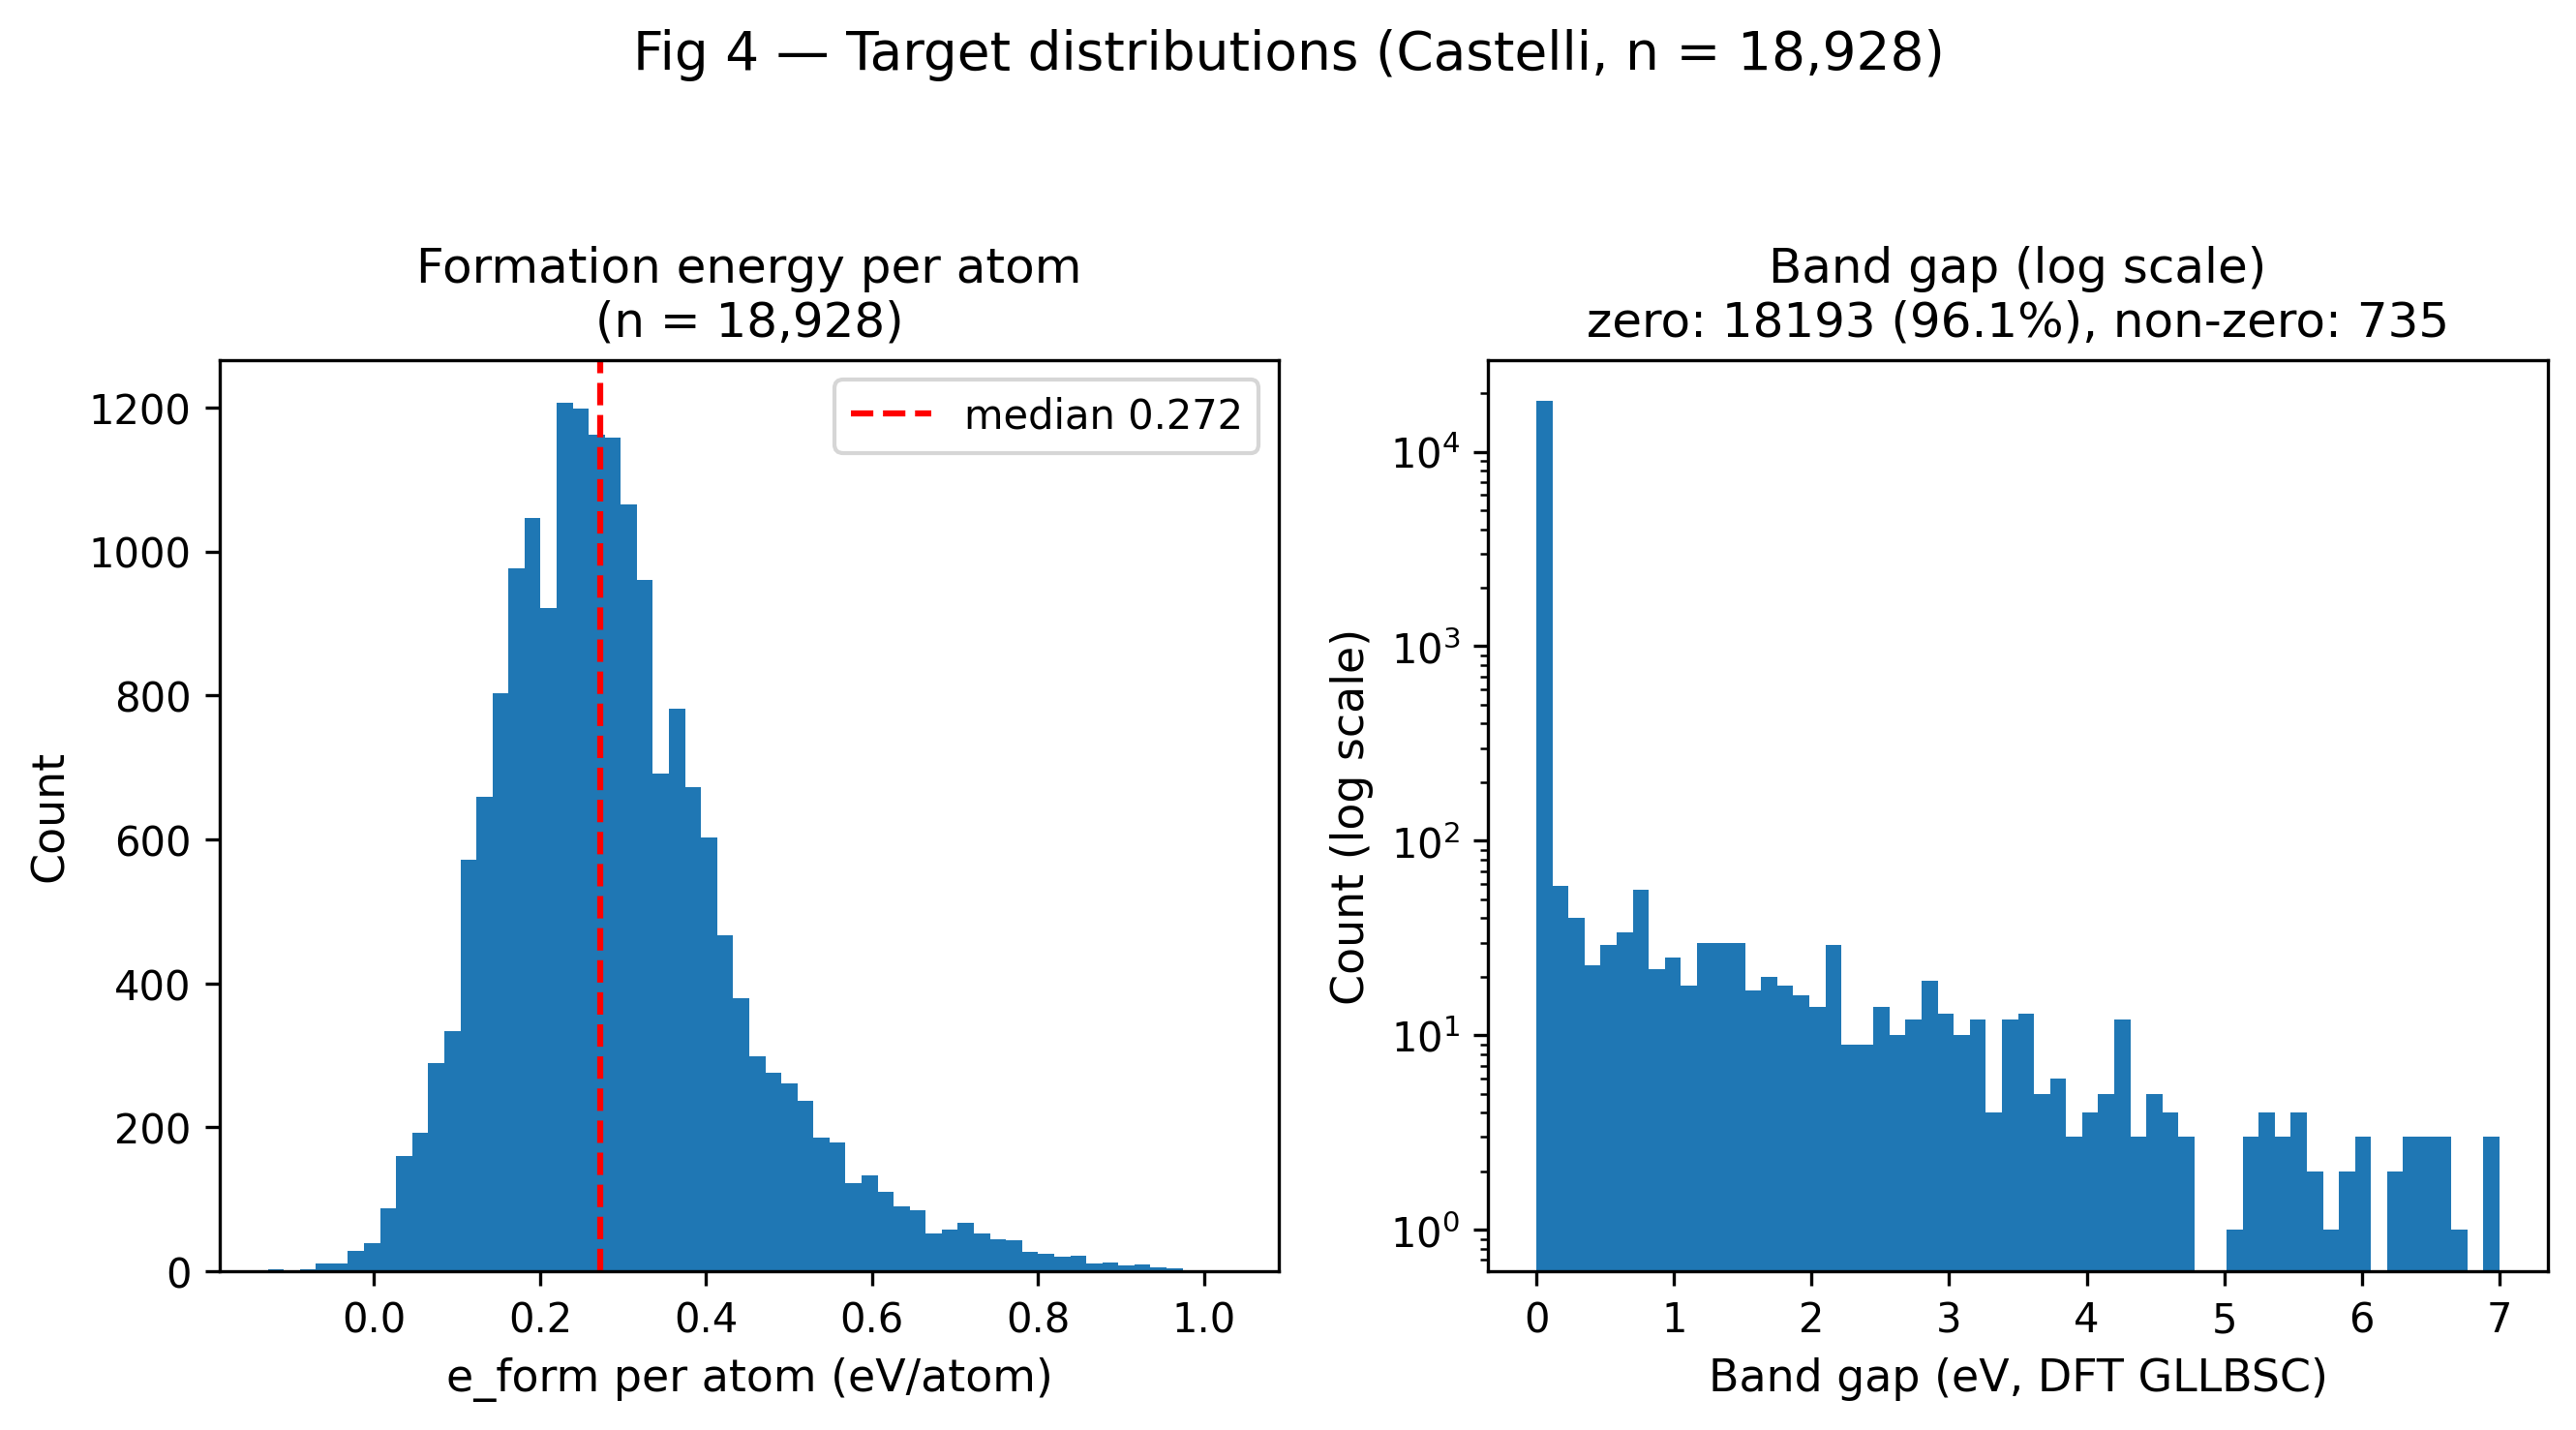 Fig 4 — Target distributions (Castelli, n = 18,928)
Formation energy per atom
(n = 18,928)
median 0.272
1200
1000
800
600
400
200
0
Count
0.0 0.2 0.4 0.6 0.8 1.0
e_form per atom (eV/atom)
Band gap (log scale)
zero: 18193 (96.1%), non-zero: 735
10⁴
10³
10²
10¹
10⁰
Count (log scale)
0 1 2 3 4 5 6 7
Band gap (eV, DFT GLLBSC)